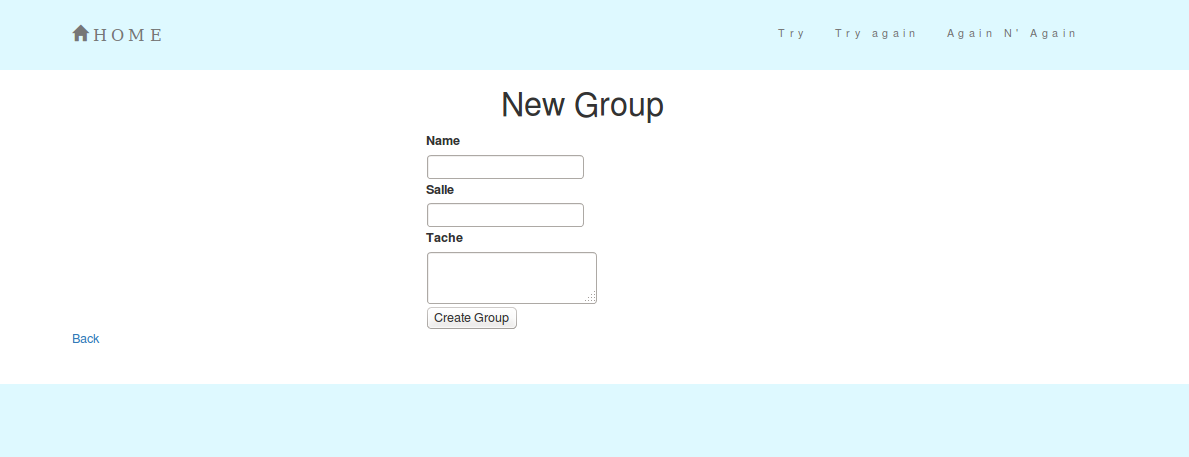 HOME Try Try again Again N' Again
New Group
Name
Salle
Tache
Create Group
Back